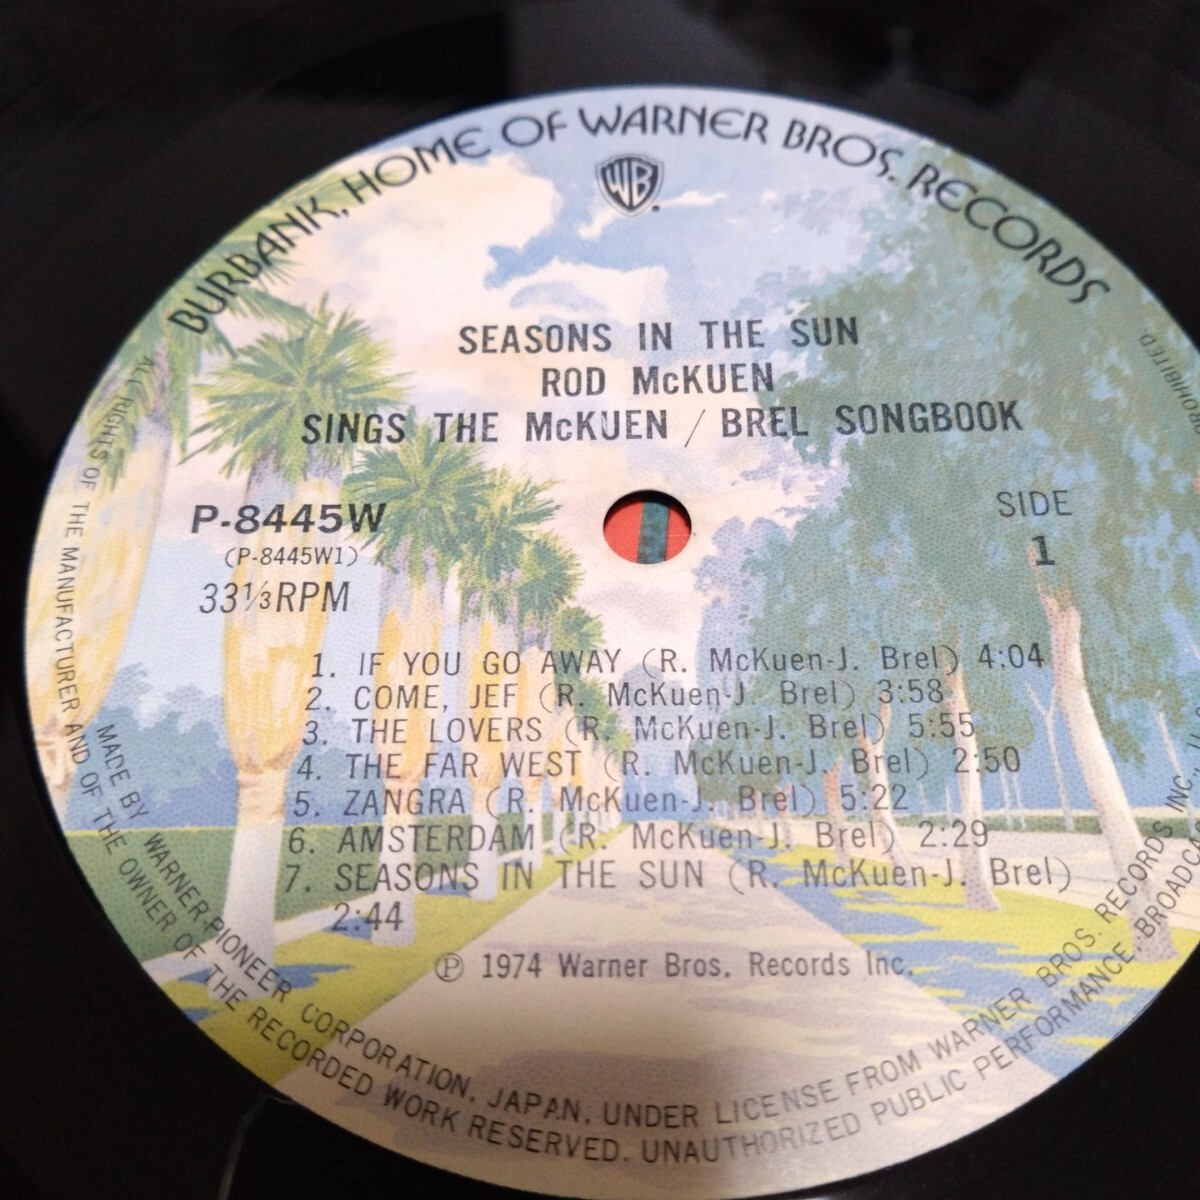 BURBANK, HOME OF WARNER BROS. RECORDS
WB
SEASONS IN THE SUN
ROD McKUEN
SINGS THE McKUEN / BREL SONGBOOK
P-8445W
(P-8445W1)
33⅓RPM
SIDE
1
1. IF YOU GO AWAY (R. McKuen-J. Brel) 4:04
2. COME, JEF (R. McKuen-J. Brel) 3:58
3. THE LOVERS (R. McKuen-J. Brel) 5:55
4. THE FAR WEST (R. McKuen-J. Brel) 2:50
5. ZANGRA (R. McKuen-J. Brel) 5:22
6. AMSTERDAM (R. McKuen-J. Brel) 2:29
7. SEASONS IN THE SUN (R. McKuen-J. Brel)
2:44
℗ 1974 Warner Bros. Records Inc.
MADE BY WARNER-PIONEER CORPORATION, JAPAN, UNDER LICENSE FROM WARNER BROS. RECORDS INC.,
ALL RIGHTS OF THE MANUFACTURER AND OF THE OWNER OF THE RECORDED WORK RESERVED. UNAUTHORIZED PUBLIC PERFORMANCE, PROHIBITED